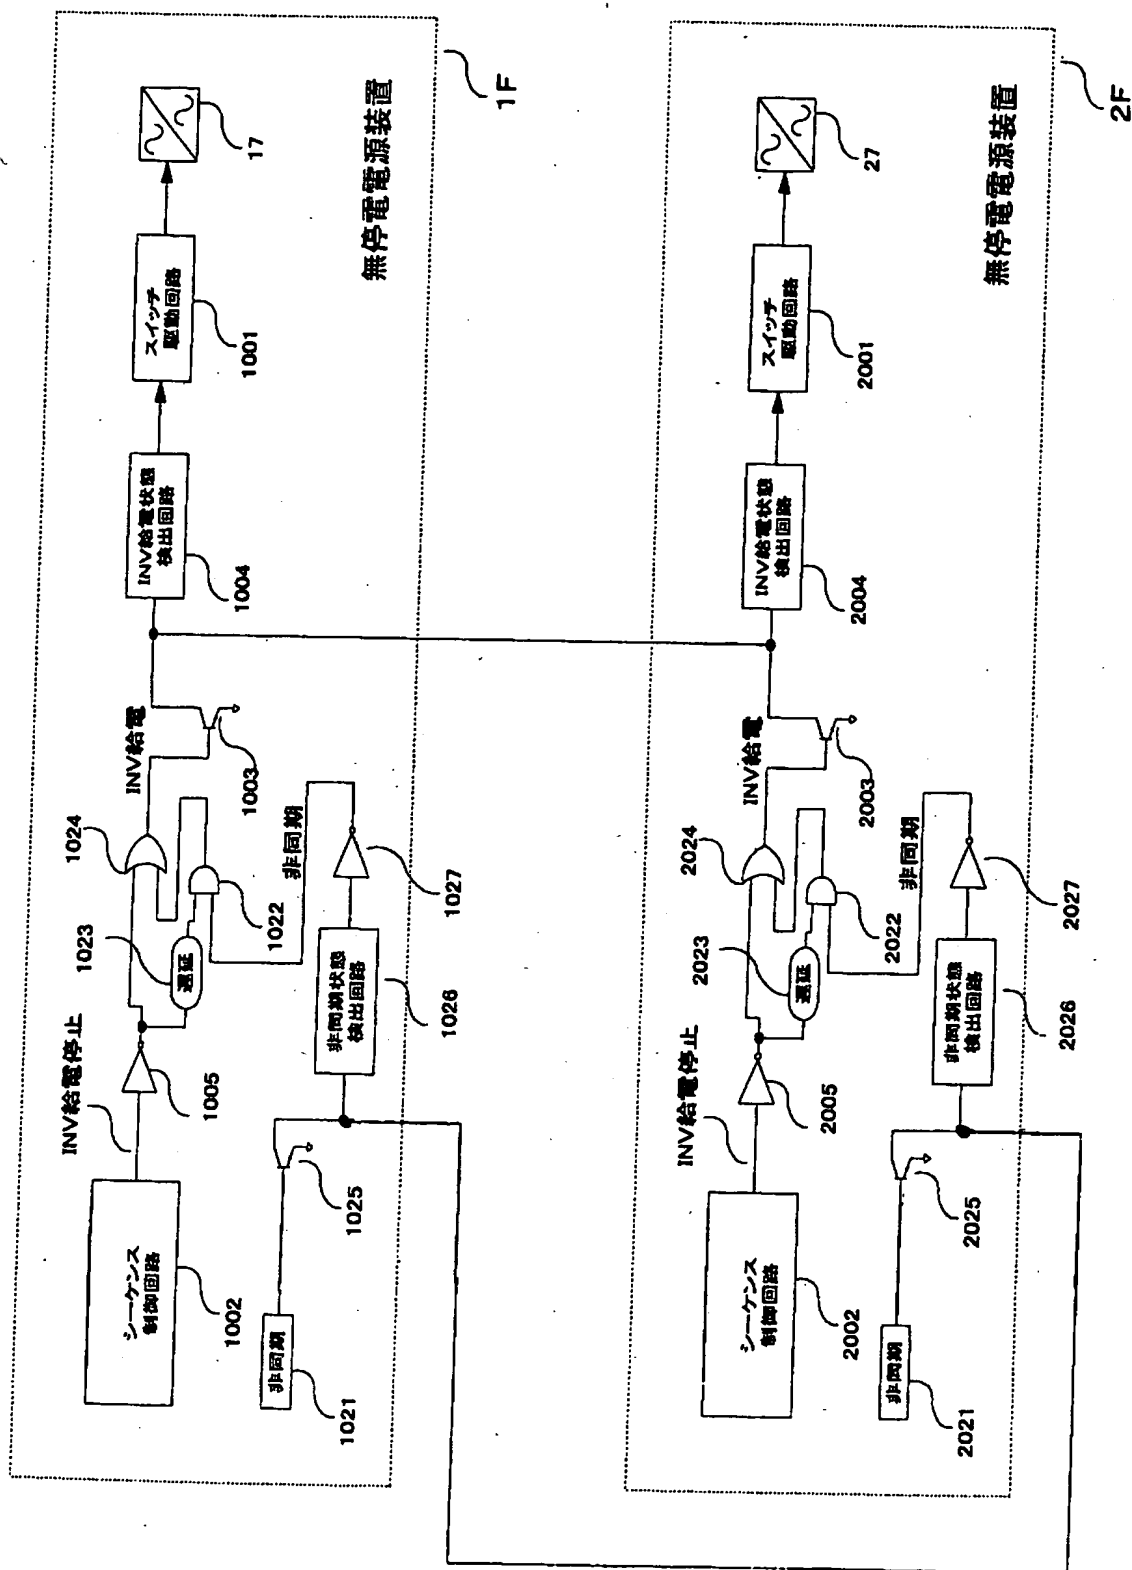 シーケンス
制御回路
1002
INV給電停止
1005
1023
遅延
1024
1022
INV給電
1003
INV給電状態
検出回路
1004
スイッチ
駆動回路
1001
17
非同期
1021
1025
非同期状態
検出回路
1026
1027
非同期
無停電電源装置
1F
シーケンス
制御回路
2002
INV給電停止
2005
2023
遅延
2024
2022
INV給電
2003
INV給電状態
検出回路
2004
スイッチ
駆動回路
2001
27
非同期
2021
2025
非同期状態
検出回路
2026
2027
非同期
無停電電源装置
2F